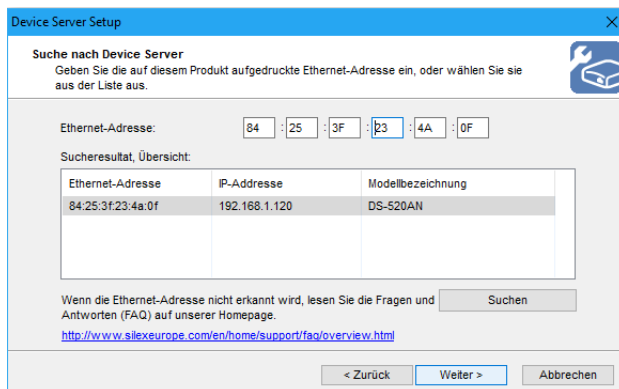 Device Server Setup
Suche nach Device Server
Geben Sie die auf diesem Produkt aufgedruckte Ethernet-Adresse ein, oder wählen Sie sie
aus der Liste aus.
Ethernet-Adresse: 84 : 25 : 3F : 23 : 4A : 0F
Sucheresultat, Übersicht:
Ethernet-Adresse IP-Addresse Modellbezeichnung
84:25:3f:23:4a:0f 192.168.1.120 DS-520AN
Wenn die Ethernet-Adresse nicht erkannt wird, lesen Sie die Fragen und
Antworten (FAQ) auf unserer Homepage.
Suchen
http://www.silexeurope.com/en/home/support/faq/overview.html
< Zurück Weiter > Abbrechen